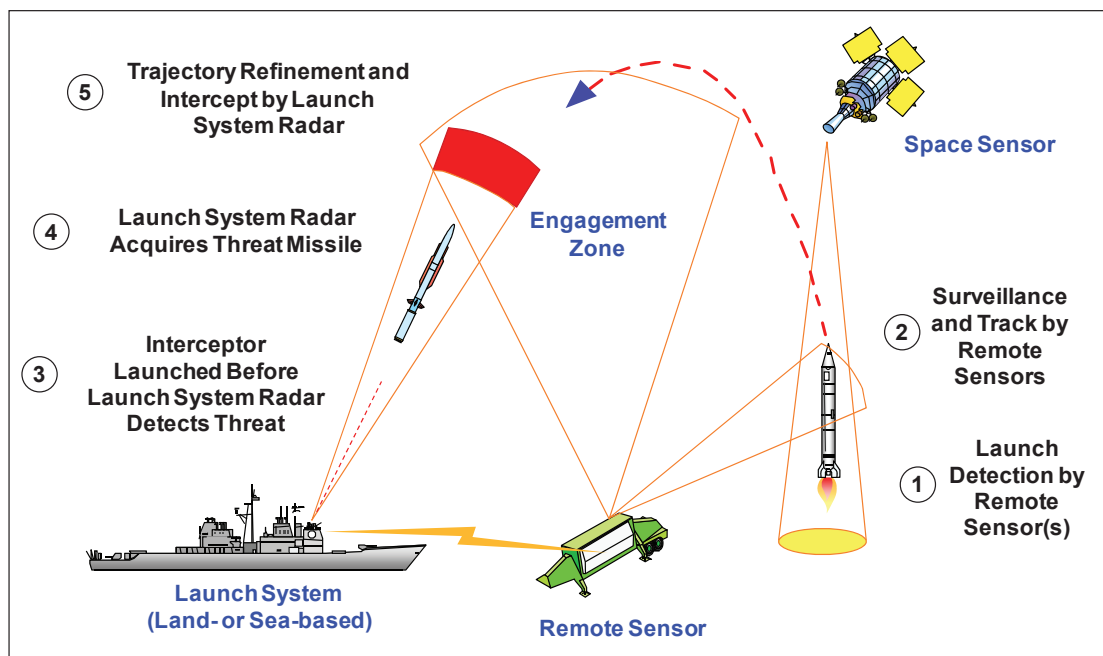 5
Trajectory Refinement and
Intercept by Launch
System Radar
Space Sensor
4
Launch System Radar
Acquires Threat Missile
Engagement
Zone
2
Surveillance
and Track by
Remote
Sensors
3
Interceptor
Launched Before
Launch System Radar
Detects Threat
1
Launch
Detection by
Remote
Sensor(s)
Launch System
(Land- or Sea-based)
Remote Sensor